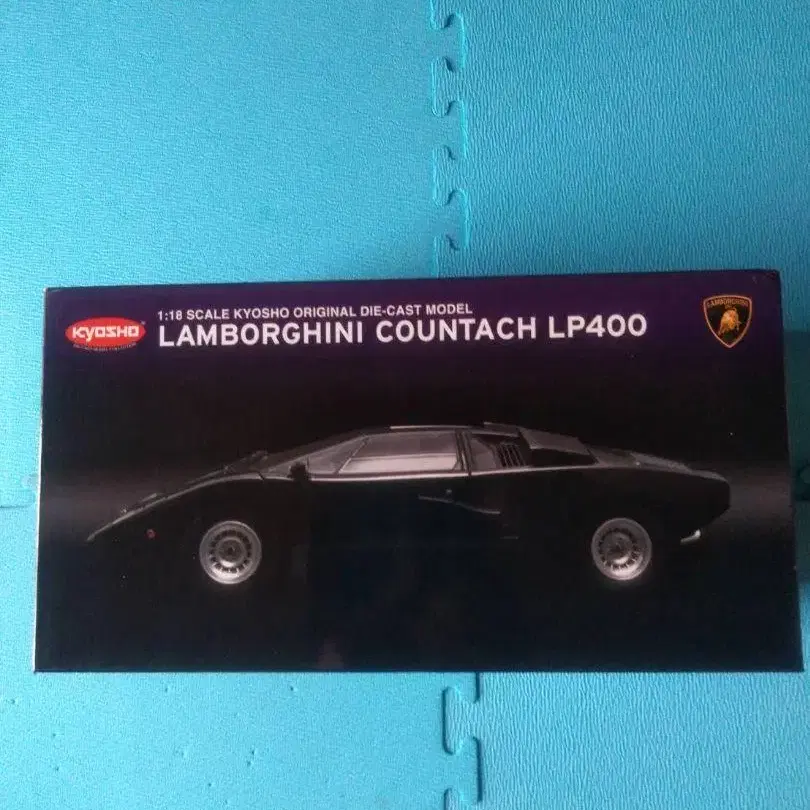 1:18 SCALE KYOSHO ORIGINAL DIE-CAST MODEL
KYOSHO
LAMBORGHINI COUNTACH LP400
LAMBORGHINI